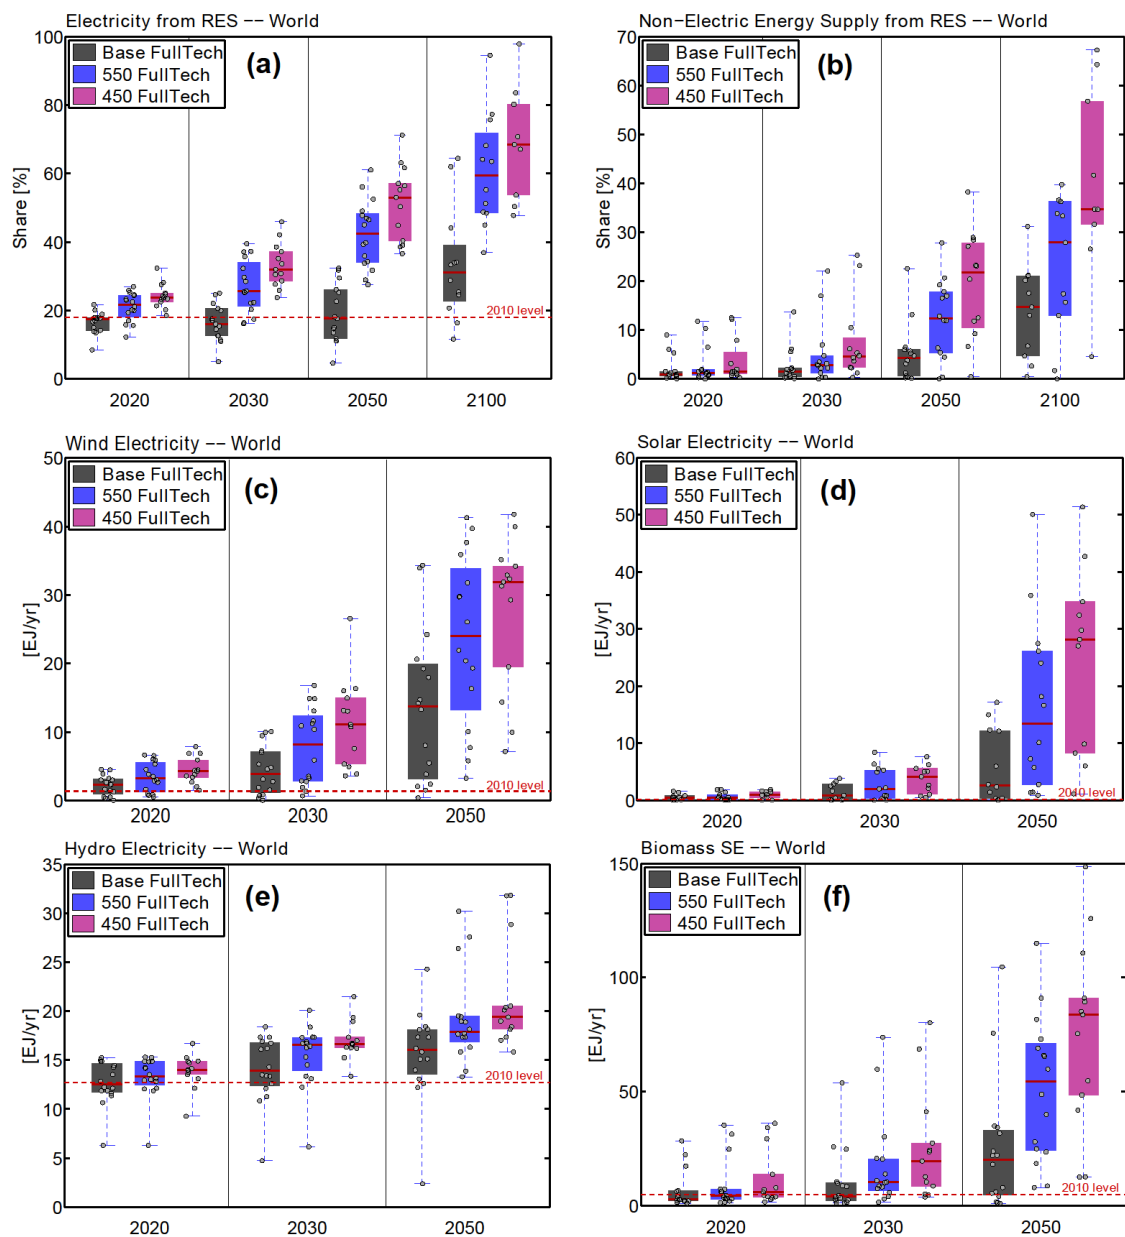 Electricity from RES −− World
100
80
60
40
20
0
Share [%]
Base FullTech
550 FullTech
450 FullTech
(a)
2010 level
2020 2030 2050 2100
Non−Electric Energy Supply from RES −− World
70
60
50
40
30
20
10
0
Share [%]
Base FullTech
550 FullTech
450 FullTech
(b)
2020 2030 2050 2100
Wind Electricity −− World
50
40
30
20
10
0
[EJ/yr]
Base FullTech
550 FullTech
450 FullTech
(c)
2010 level
2020 2030 2050
Solar Electricity −− World
60
50
40
30
20
10
0
[EJ/yr]
Base FullTech
550 FullTech
450 FullTech
(d)
2010 level
2020 2030 2050
Hydro Electricity −− World
35
30
25
20
15
10
5
0
[EJ/yr]
Base FullTech
550 FullTech
450 FullTech
(e)
2010 level
2020 2030 2050
Biomass SE −− World
150
100
50
0
[EJ/yr]
Base FullTech
550 FullTech
450 FullTech
(f)
2010 level
2020 2030 2050